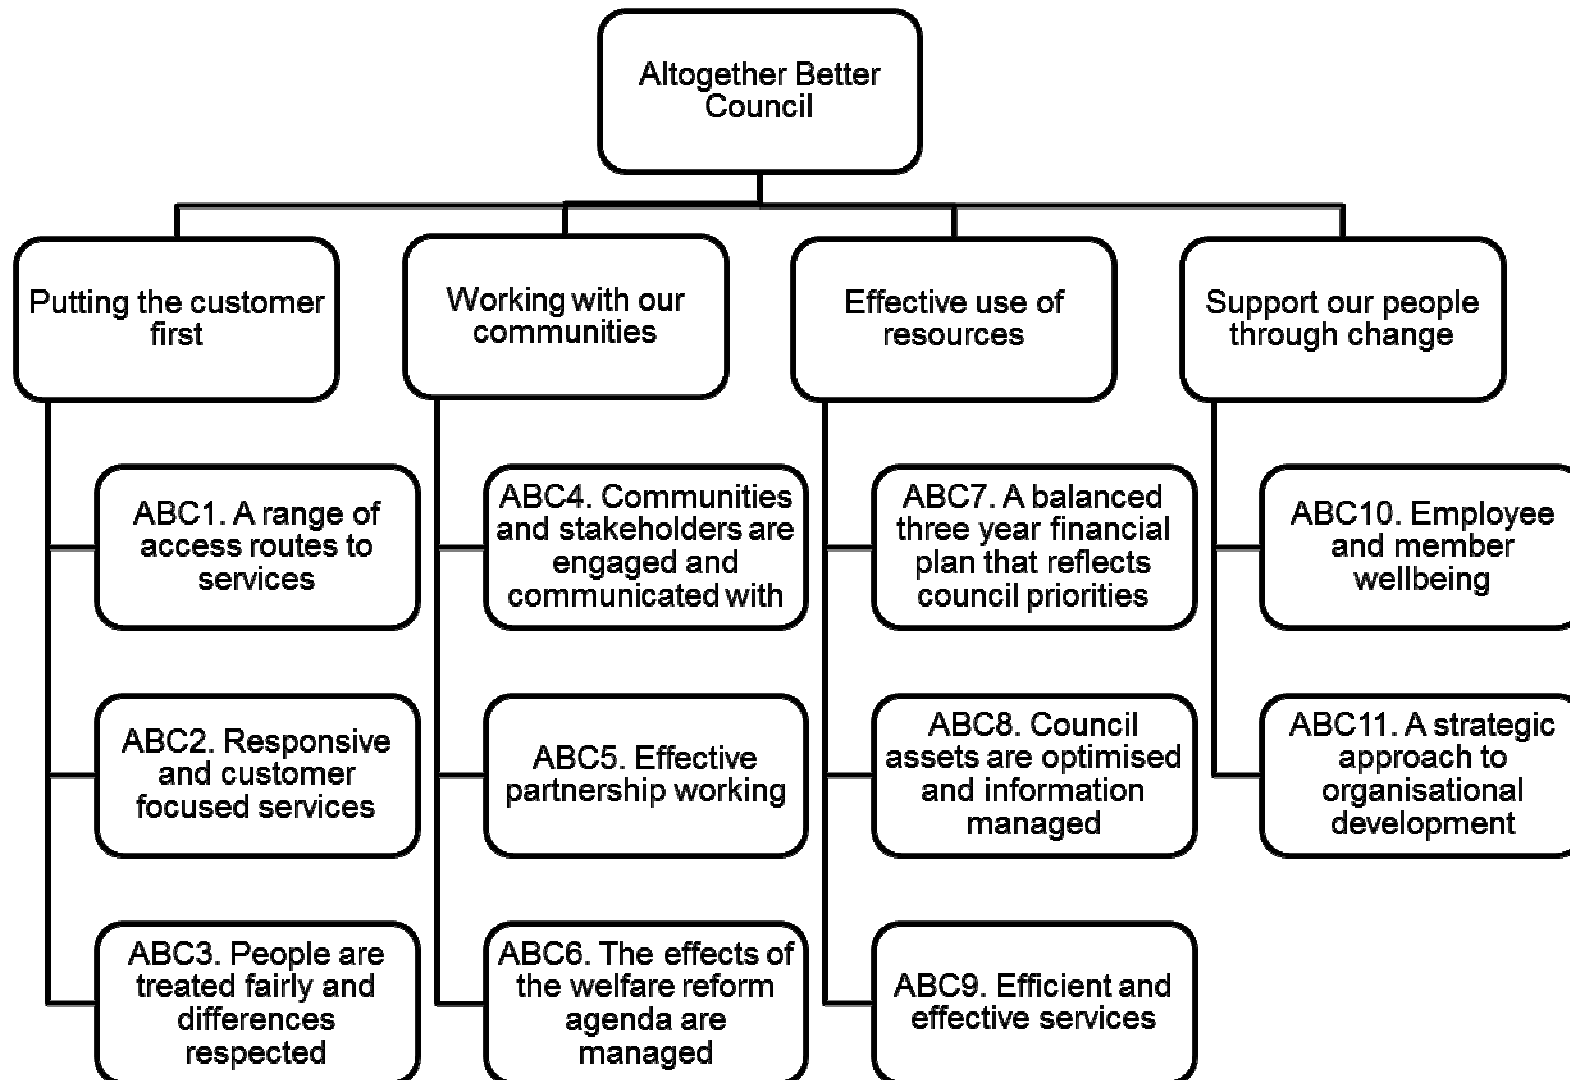 Altogether Better
Council
Putting the customer
first
Working with our
communities
Effective use of
resources
Support our people
through change
ABC1. A range of
access routes to
services
ABC2. Responsive
and customer
focused services
ABC3. People are
treated fairly and
differences
respected
ABC4. Communities
and stakeholders are
engaged and
communicated with
ABC5. Effective
partnership working
ABC6. The effects of
the welfare reform
agenda are
managed
ABC7. A balanced
three year financial
plan that reflects
council priorities
ABC8. Council
assets are optimised
and information
managed
ABC9. Efficient and
effective services
ABC10. Employee
and member
wellbeing
ABC11. A strategic
approach to
organisational
development